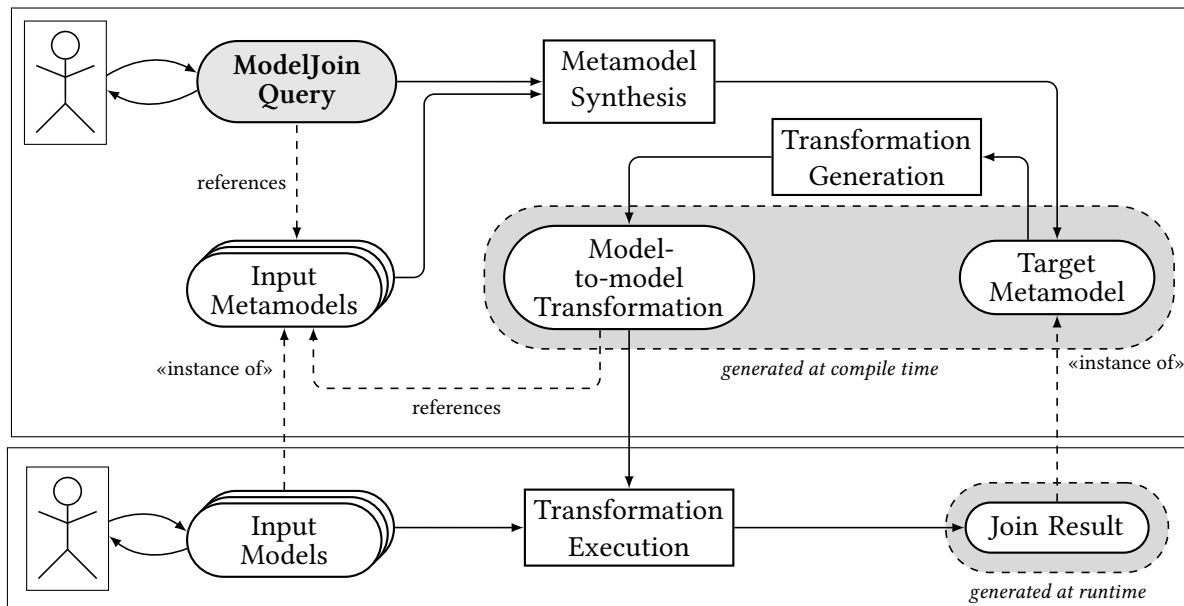 ModelJoin
Query
Metamodel
Synthesis
Transformation
Generation
references
Input
Metamodels
Model-
to-model
Transformation
Target
Metamodel
«instance of»
generated at compile time
«instance of»
references
Input
Models
Transformation
Execution
Join Result
generated at runtime